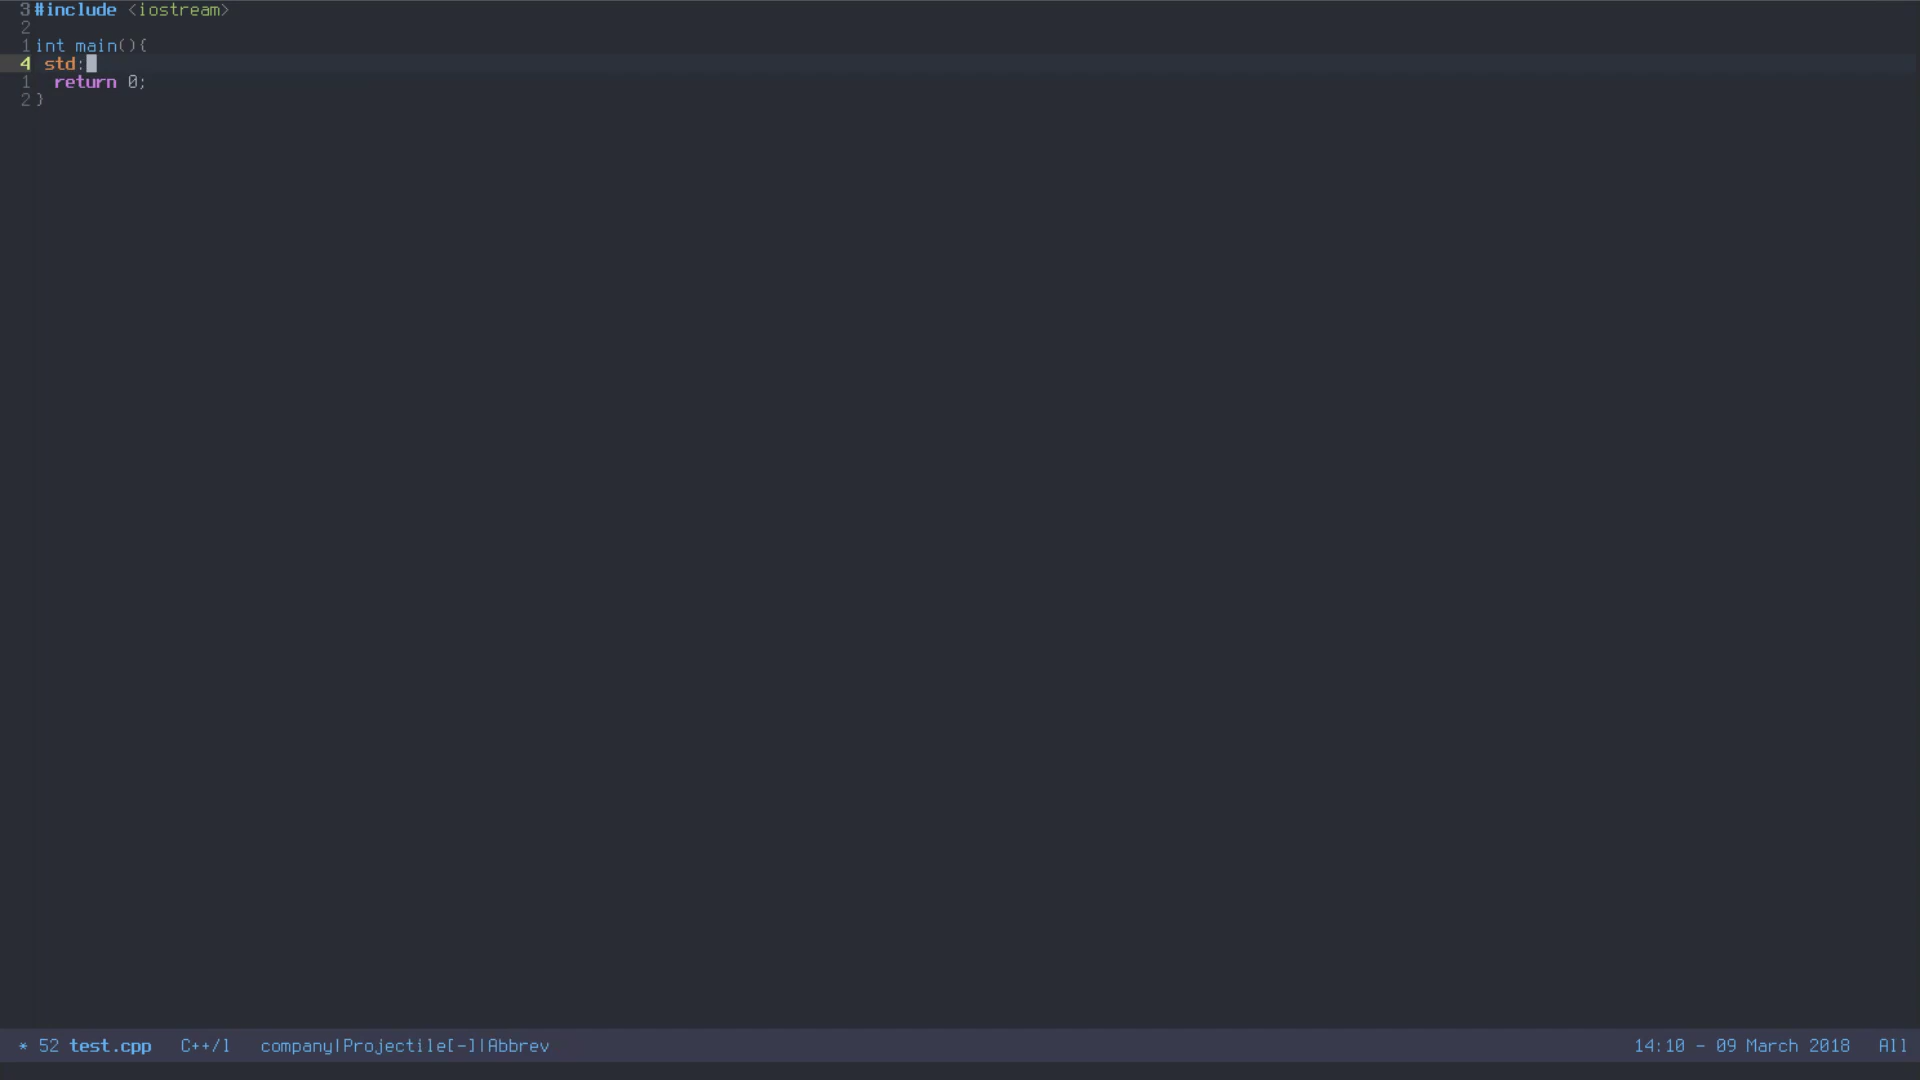 3 #include <iostream>
2
1 int main(){
4  std:
1   return 0;
2 }
* 52 test.cpp   C++/l   company|Projectile[-]|Abbrev   14:10 - 09 March 2018   All